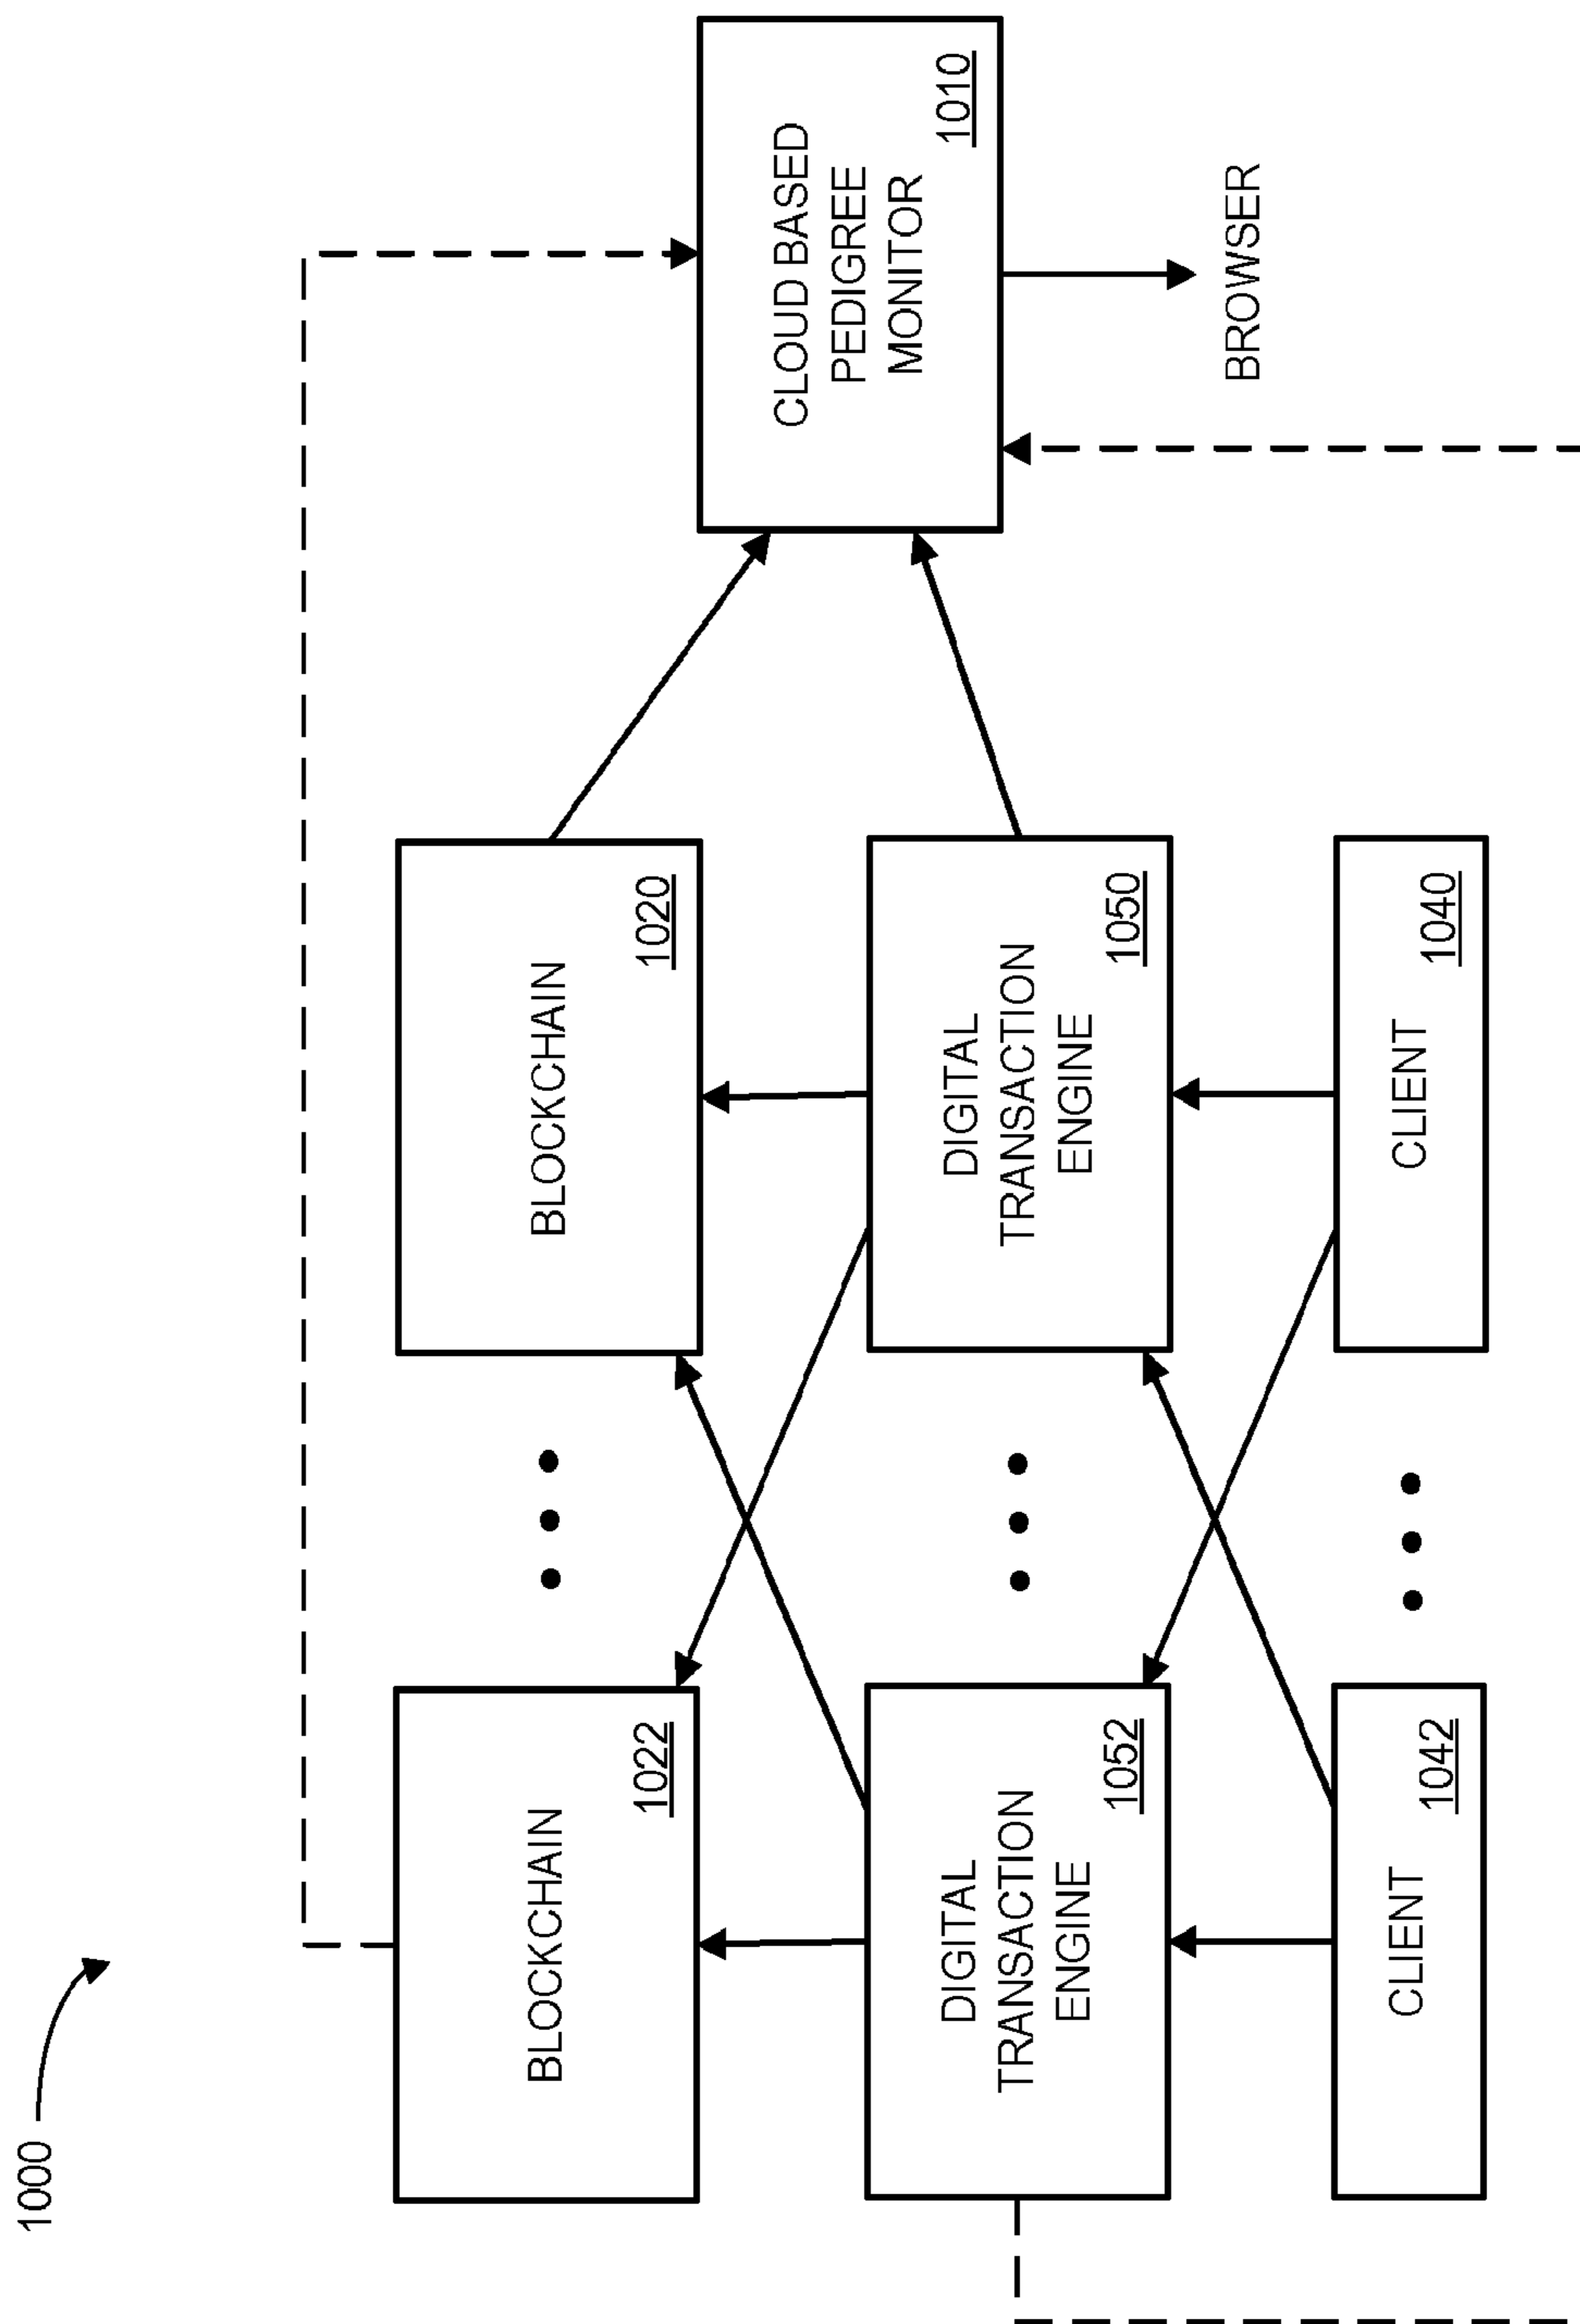 1000
BLOCKCHAIN
1022
BLOCKCHAIN
1020
DIGITAL
TRANSACTION
ENGINE
1052
DIGITAL
TRANSACTION
ENGINE
1050
CLOUD BASED
PEDIGREE
MONITOR
1010
BROWSER
CLIENT
1042
CLIENT
1040